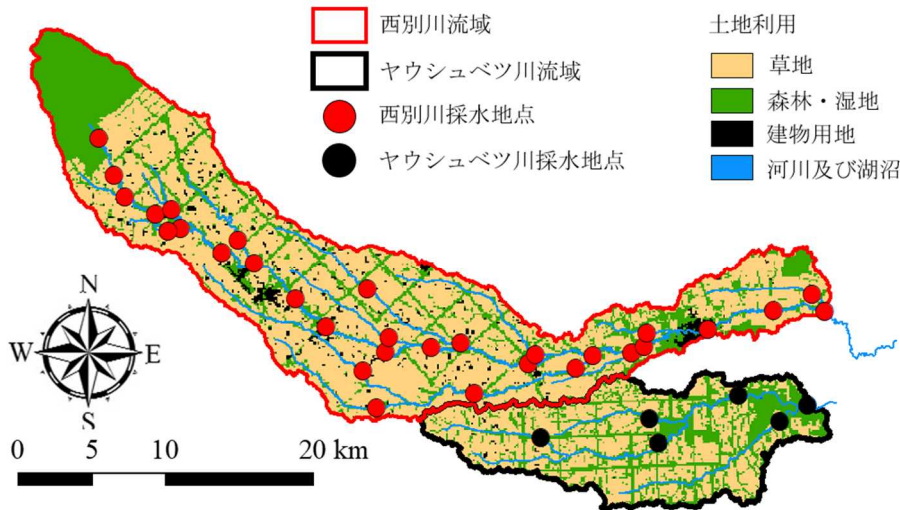 西別川流域
ヤウシュベツ川流域
西別川採水地点
ヤウシュベツ川採水地点
土地利用
草地
森林・湿地
建物用地
河川及び湖沼
N
W E
S
0 5 10 20 km